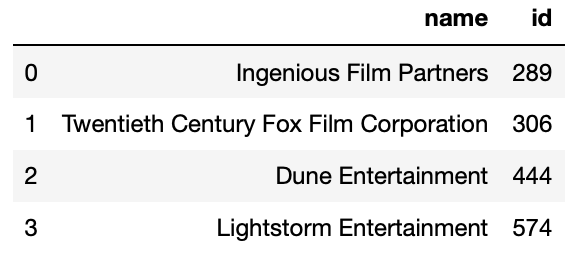 name id
0 Ingenious Film Partners 289
1 Twentieth Century Fox Film Corporation 306
2 Dune Entertainment 444
3 Lightstorm Entertainment 574